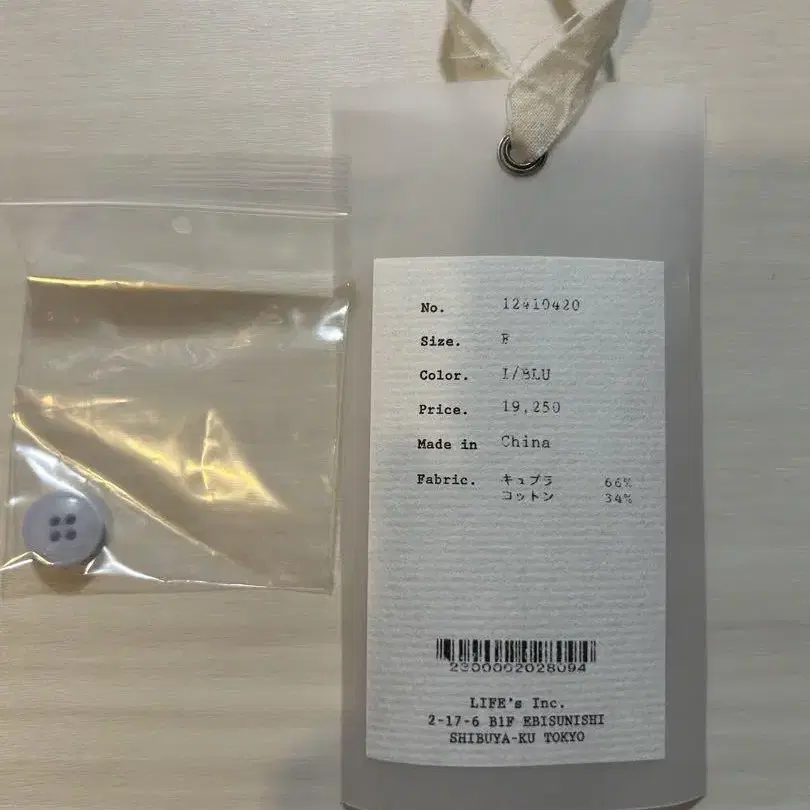 No. 12410420
Size. F
Color. I/BLU
Price. 19,250
Made in China
Fabric. キュプラ 66%
コットン 34%
2300002028094
LIFE's Inc.
2-17-6 B1F EBISUNISHI
SHIBUYA-KU TOKYO